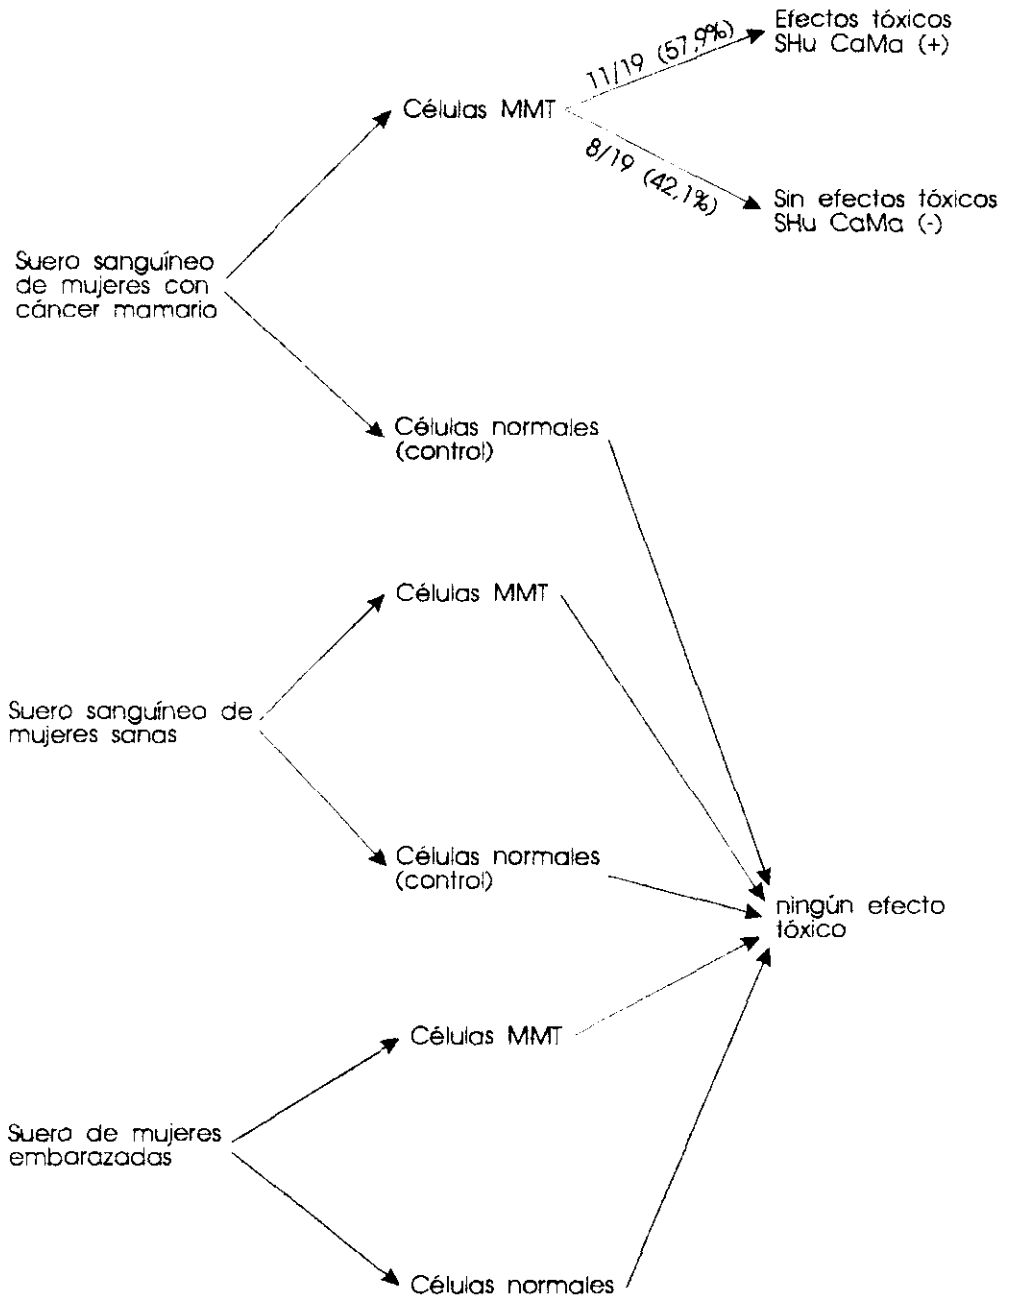 Efectos tóxicos
SHu CaMa (+)
11/19 (57,9%)
Células MMT
8/19 (42,1%)
Sin efectos tóxicos
SHu CaMa (-)
Suero sanguíneo
de mujeres con
cáncer mamario
Células normales
(control)
Células MMT
Suero sanguíneo de
mujeres sanas
Células normales
(control)
ningún efecto
tóxico
Células MMT
Suero de mujeres
embarazadas
Células normales